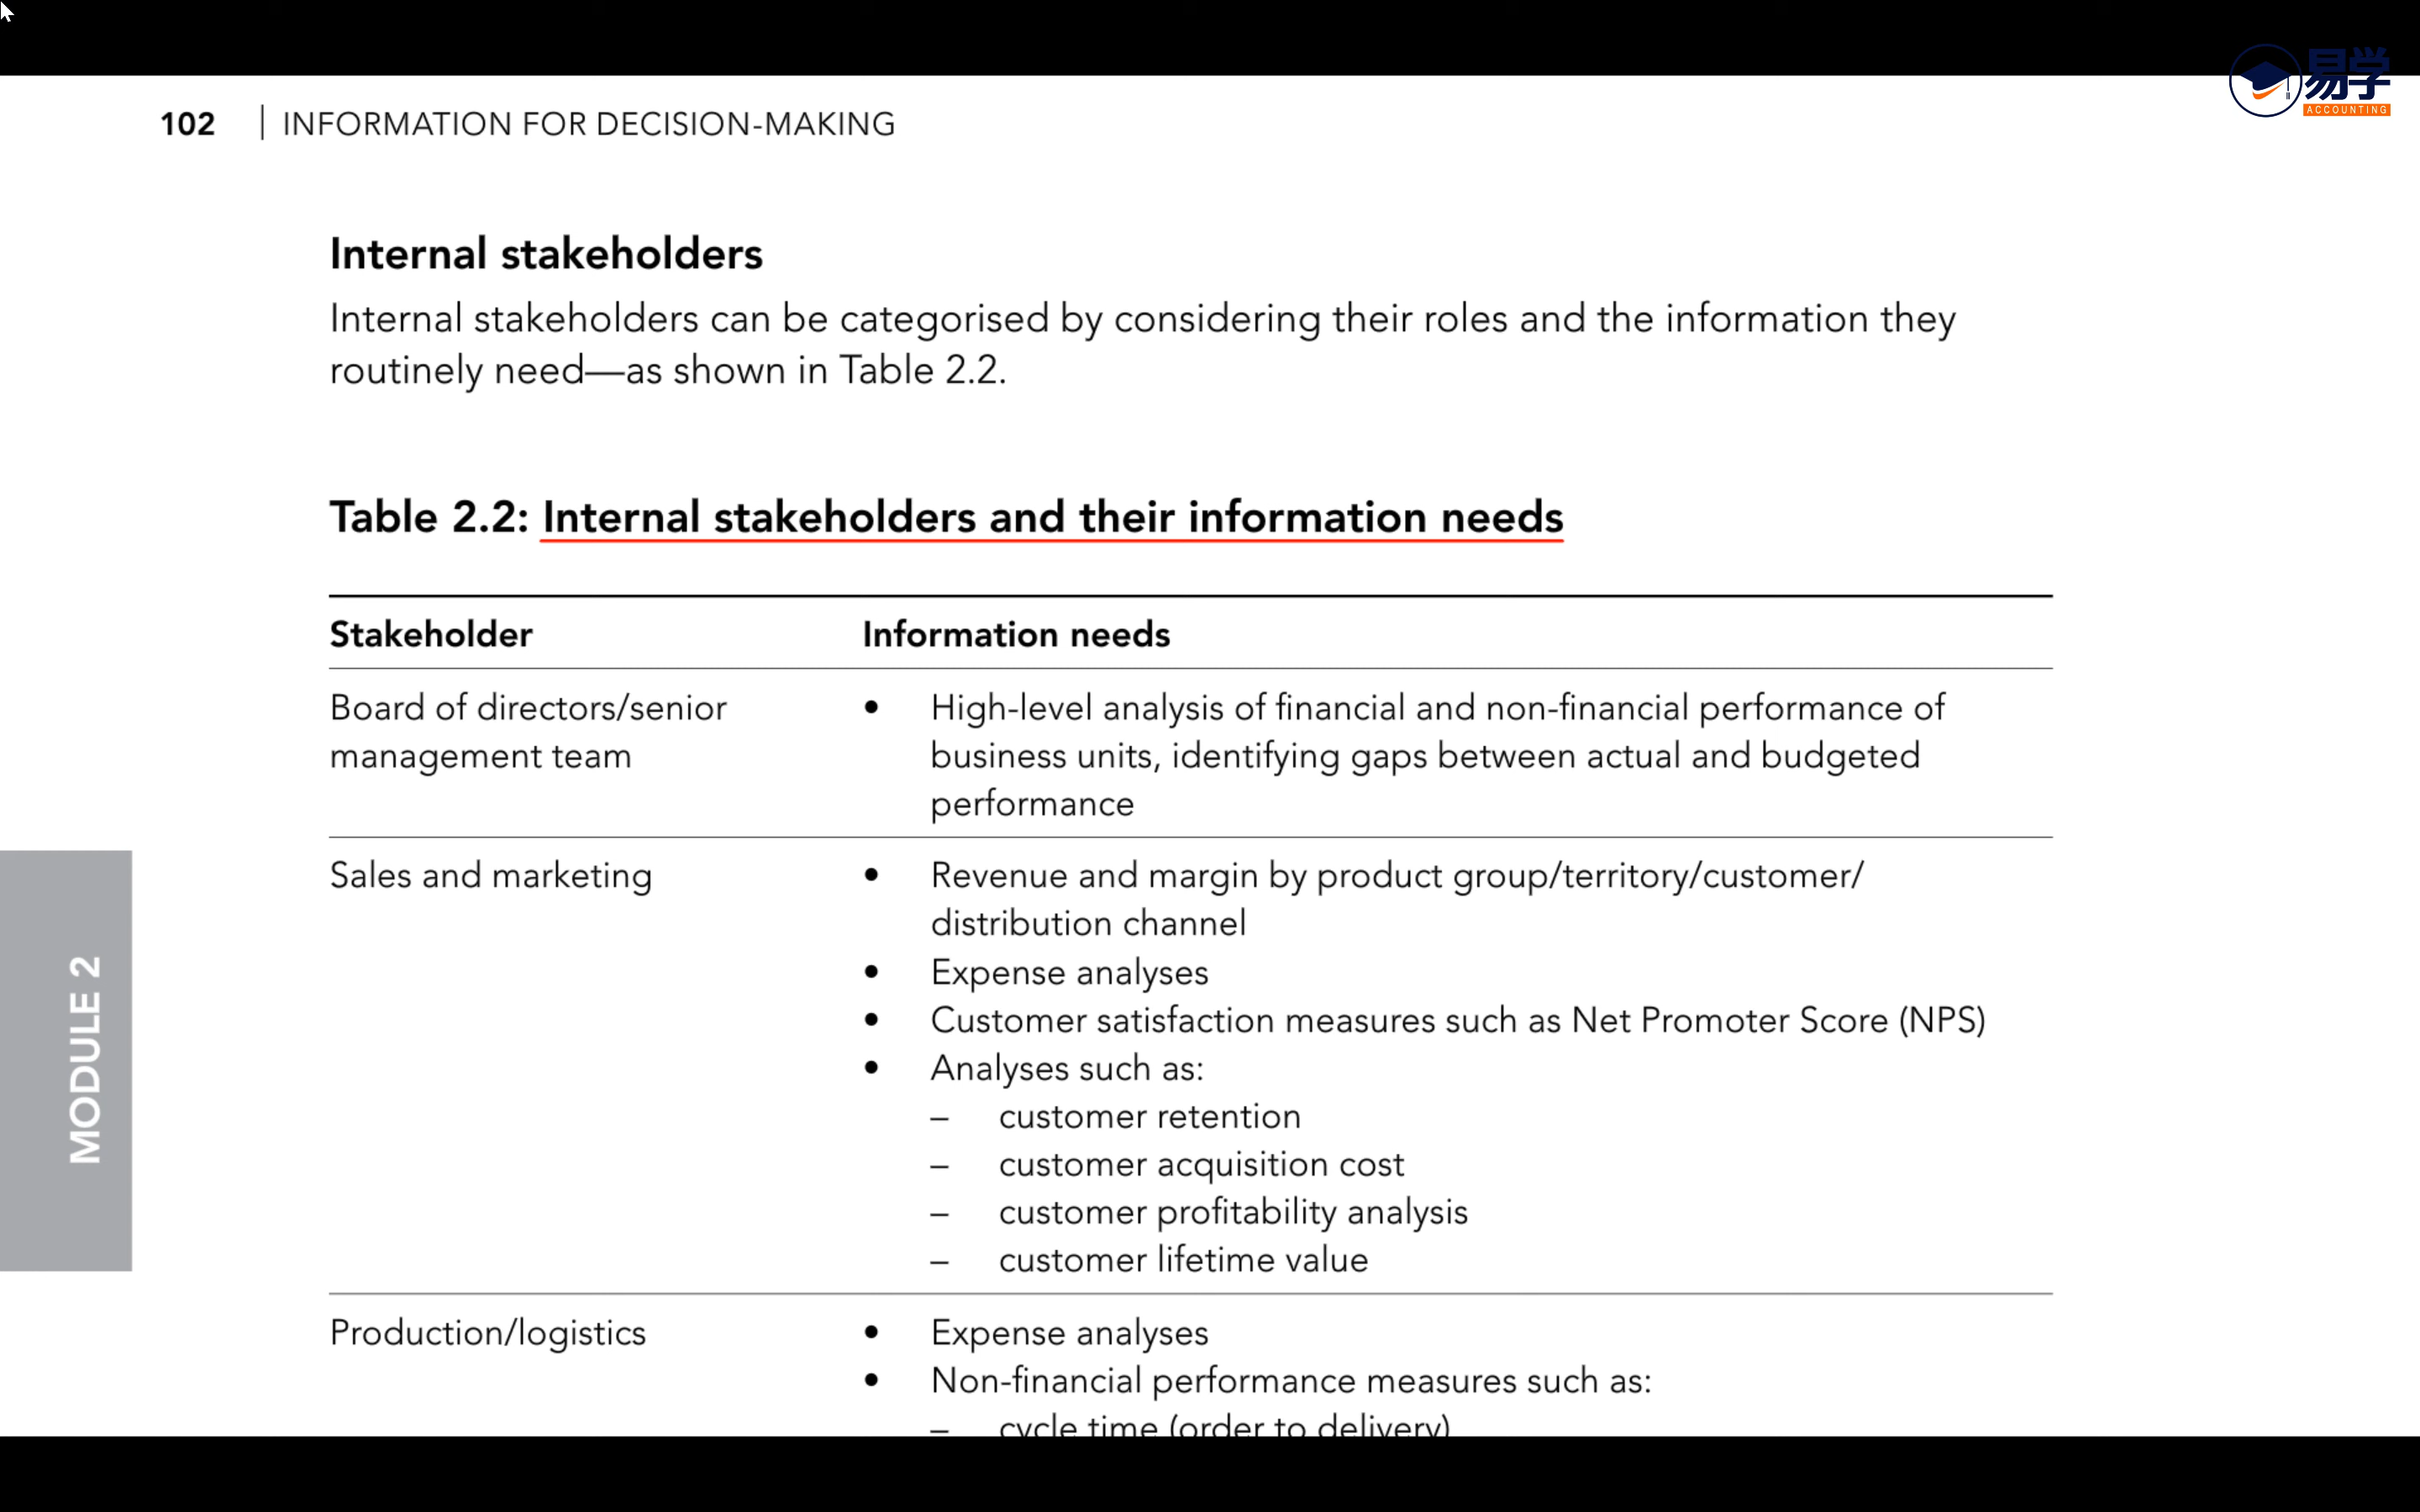 易学
ACCOUNTING
102 | INFORMATION FOR DECISION-MAKING
Internal stakeholders
Internal stakeholders can be categorised by considering their roles and the information they
routinely need—as shown in Table 2.2.
Table 2.2: Internal stakeholders and their information needs
Stakeholder Information needs
Board of directors/senior
management team
• High-level analysis of financial and non-financial performance of
business units, identifying gaps between actual and budgeted
performance
Sales and marketing
• Revenue and margin by product group/territory/customer/
distribution channel
• Expense analyses
• Customer satisfaction measures such as Net Promoter Score (NPS)
• Analyses such as:
– customer retention
– customer acquisition cost
– customer profitability analysis
– customer lifetime value
Production/logistics
• Expense analyses
• Non-financial performance measures such as:
– cycle time (order to delivery)
MODULE 2